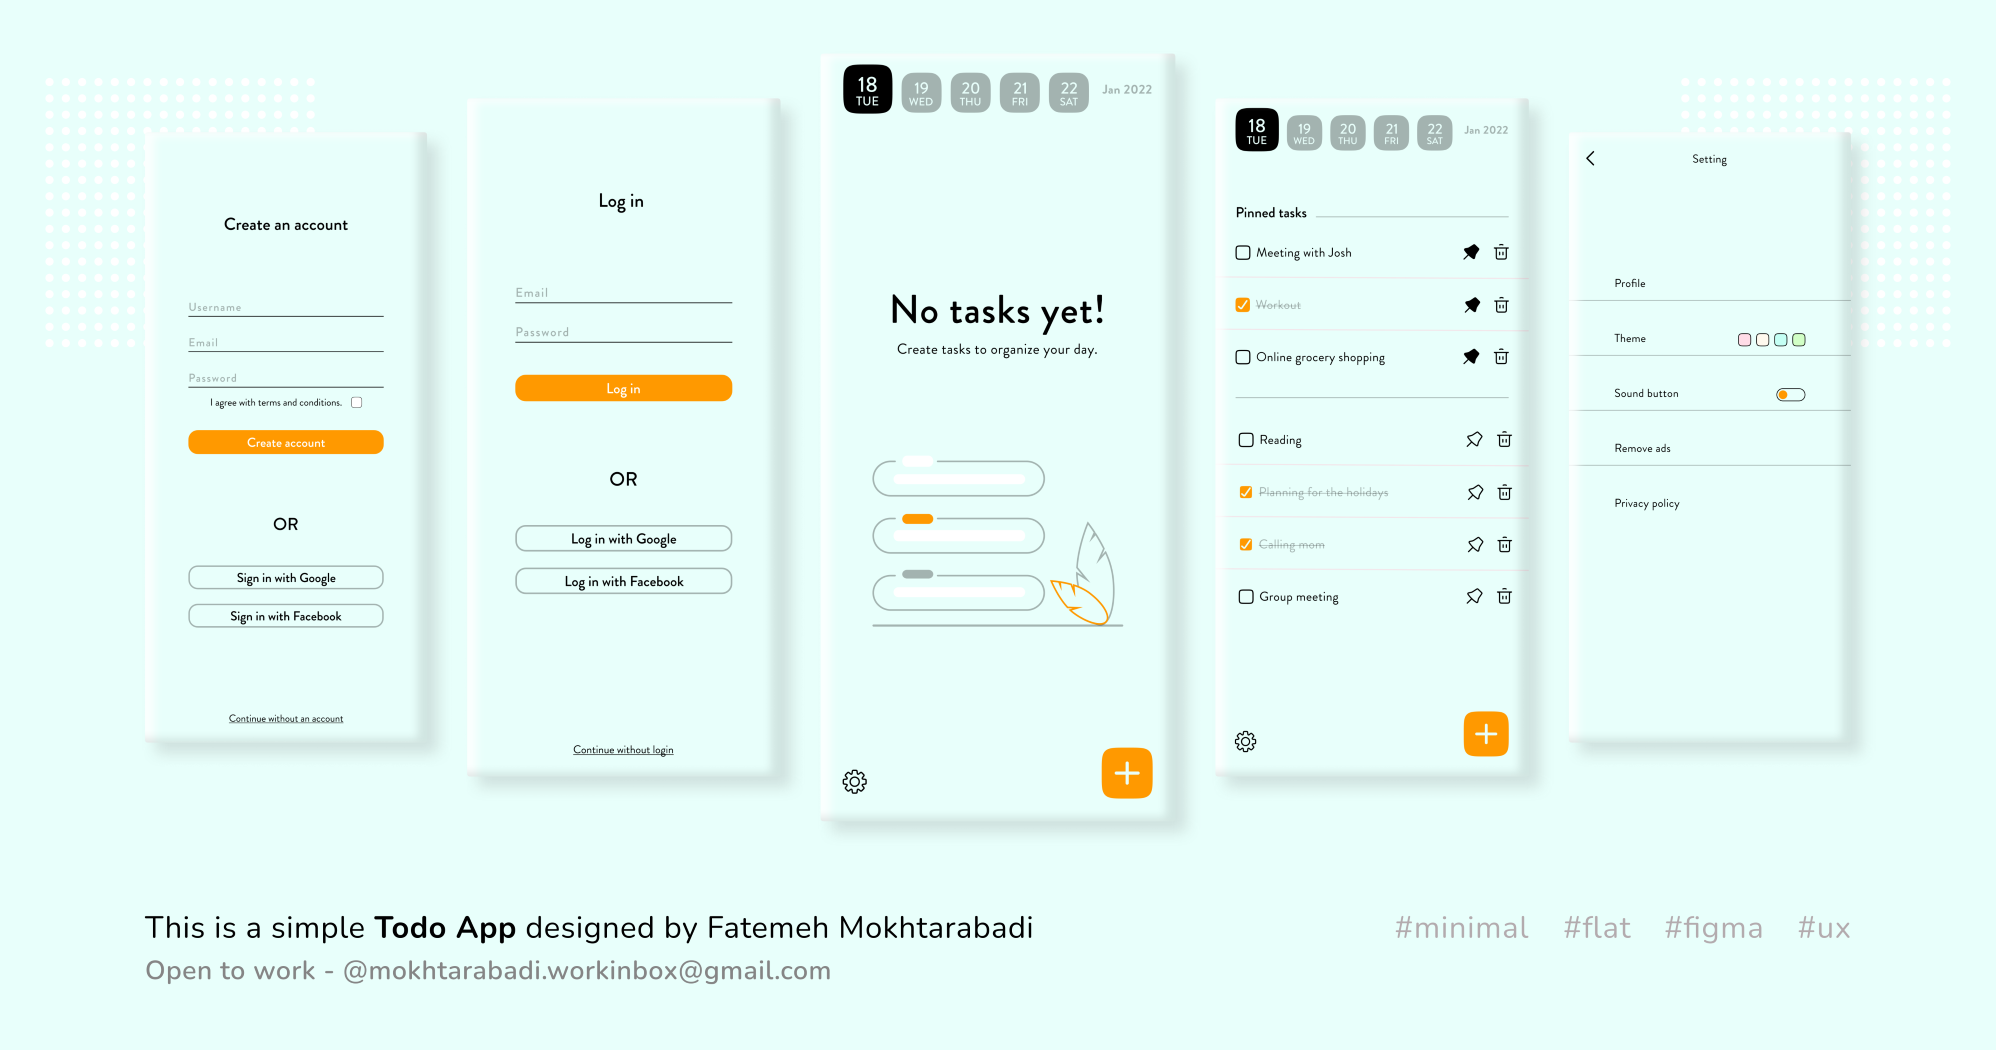 Create an account
Username
Email
Password
I agree with terms and conditions.
Create account
OR
Sign in with Google
Sign in with Facebook
Continue without an account
Log in
Email
Password
Log in
OR
Log in with Google
Log in with Facebook
Continue without login
18 19 20 21 22 Jan 2022
TUE WED THU FRI SAT
No tasks yet!
Create tasks to organize your day.
18 19 20 21 22 Jan 2022
TUE WED THU FRI SAT
Pinned tasks
Meeting with Josh
Workout
Online grocery shopping
Reading
Planning for the holidays
Calling mom
Group meeting
Setting
Profile
Theme
Sound button
Remove ads
Privacy policy
This is a simple Todo App designed by Fatemeh Mokhtarabadi
Open to work - @mokhtarabadi.workinbox@gmail.com
#minimal #flat #figma #ux